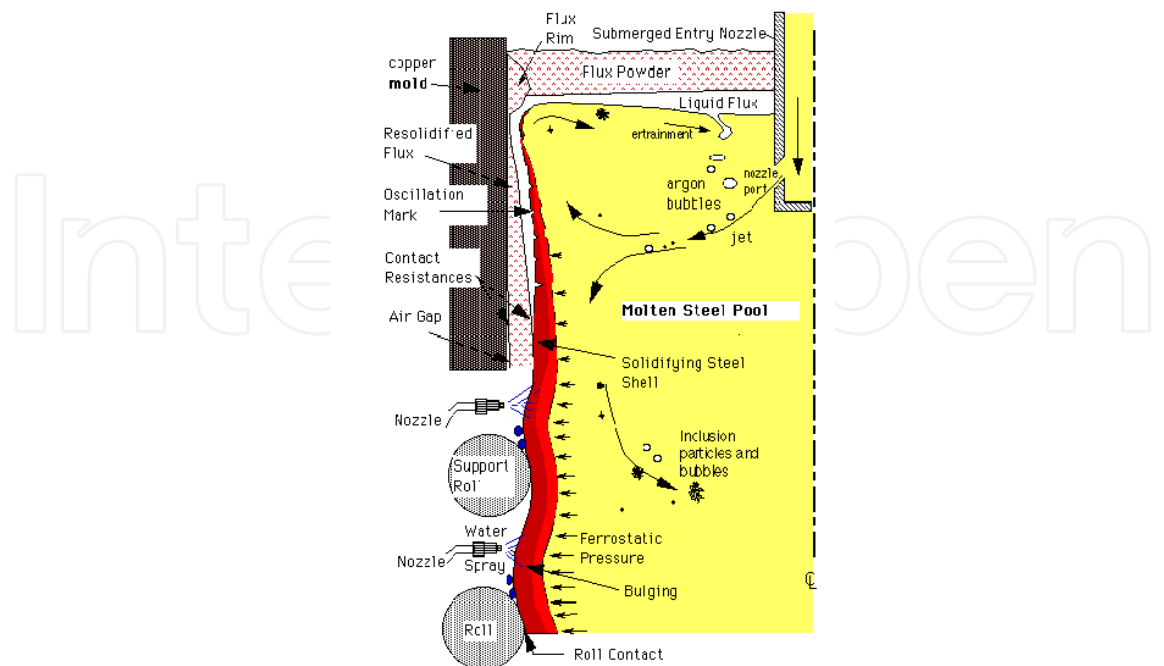 Flux
Rim
Submerged Entry Nozzle
copper
mold
Flux Powder
Liquid Flux
Resolidified
Flux
ertrainment
nozzle
port
argon
bubbles
Oscillation
Mark
jet
Contact
Resistances
Molten Steel Pool
Air Gap
Solidifying Steel
Shell
Nozzle
Inclusion
particles and
bubbles
Support
Roll
Water
Nozzle
Spray
Ferrostatic
Pressure
Bulging
CL
Roll
Roll Contact